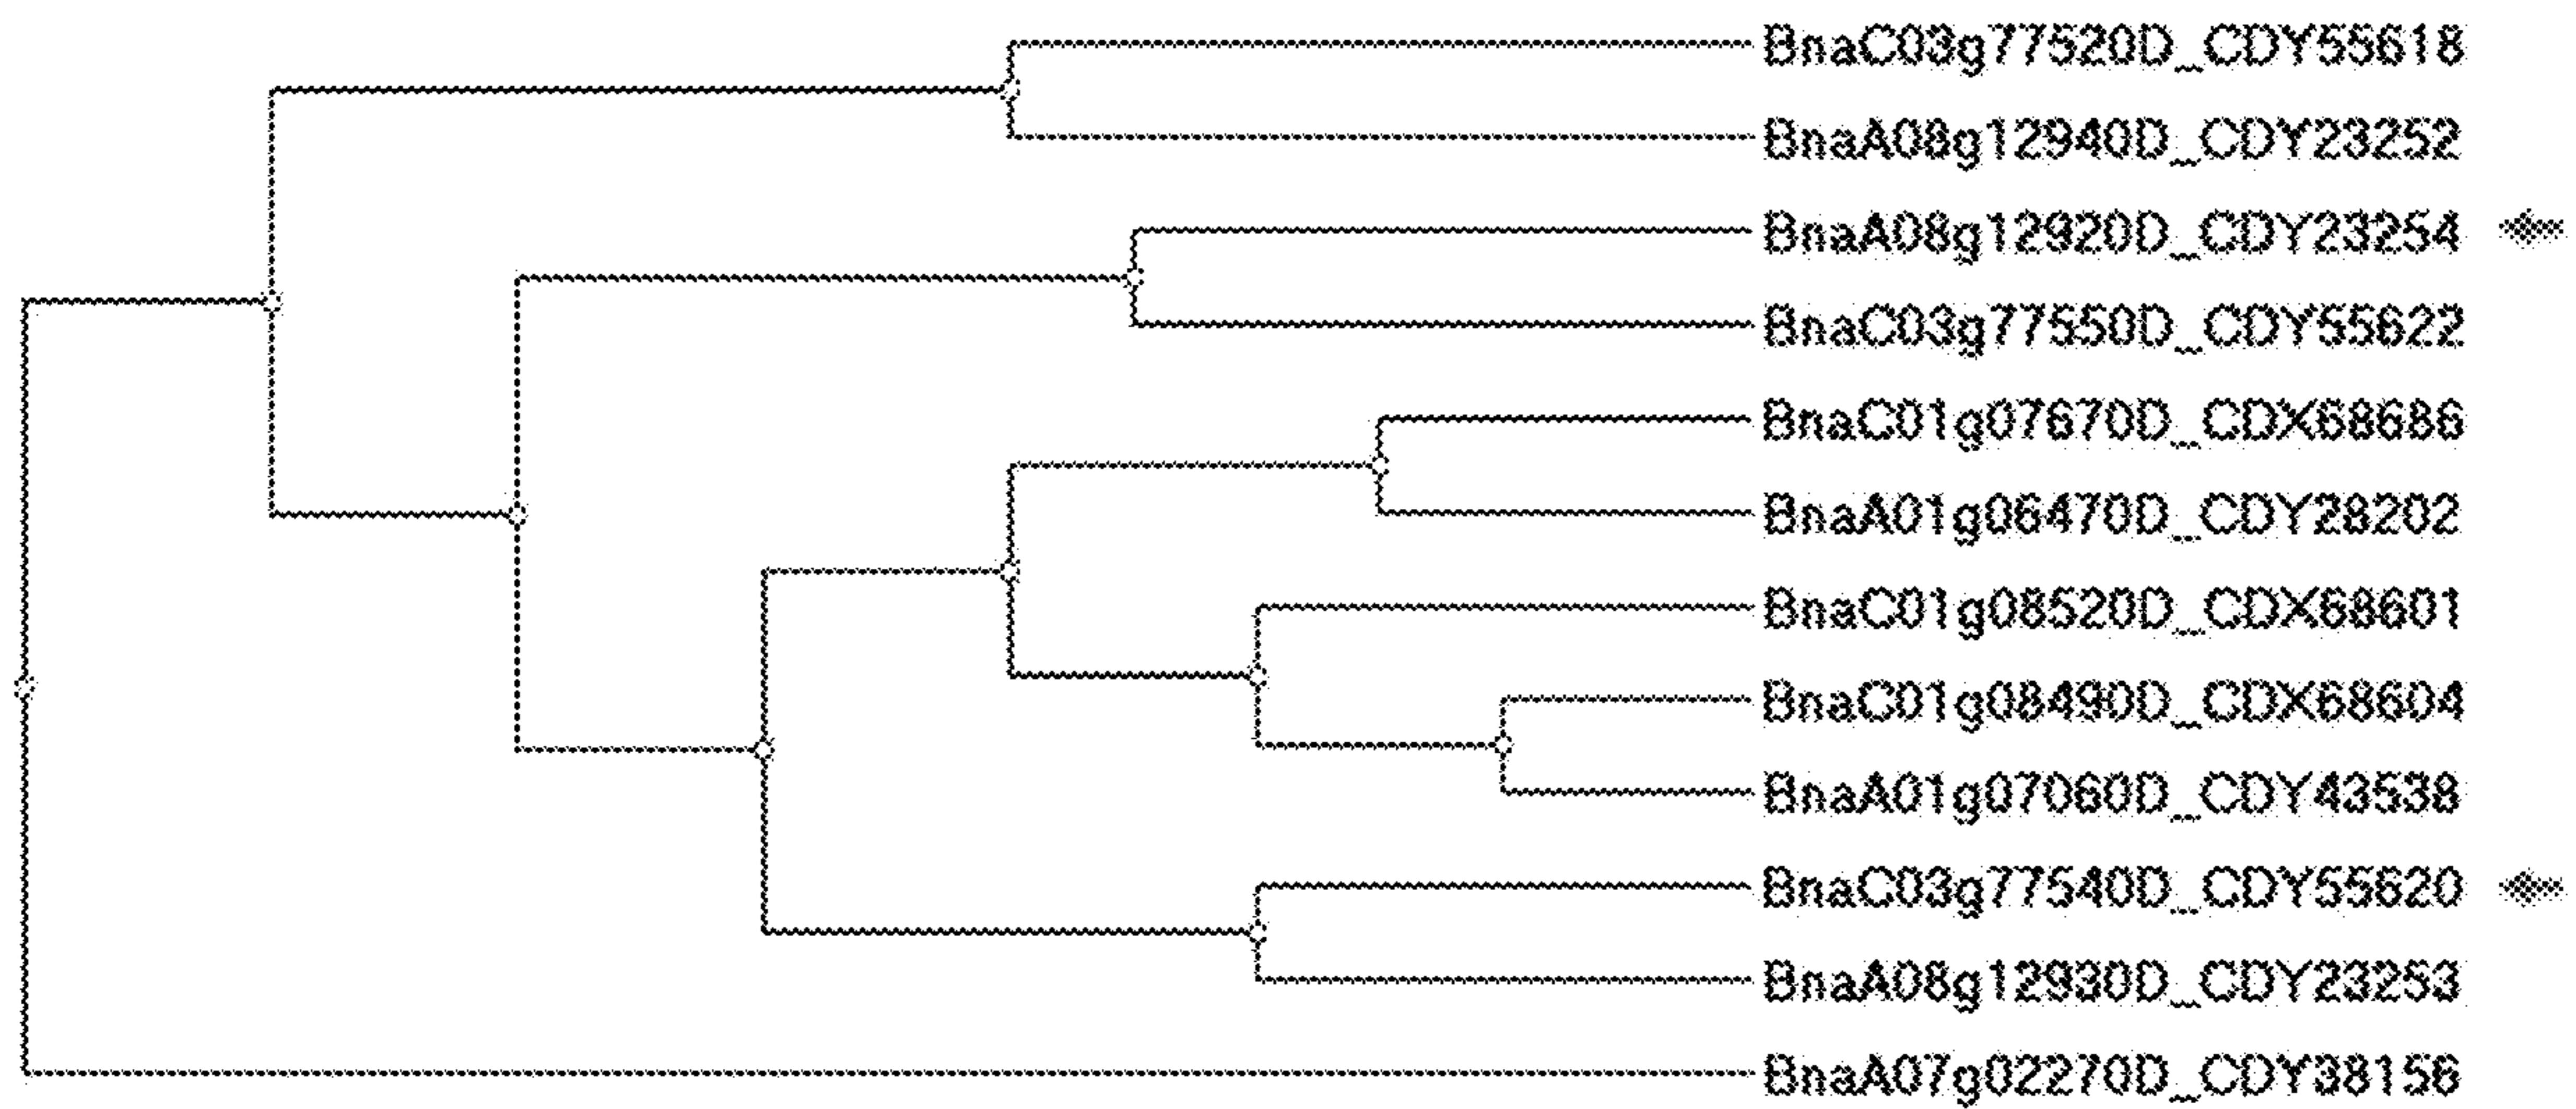 BnaC03g77520D_CDY55618
BnaA08g12940D_CDY23252
BnaA08g12920D_CDY23254
BnaC03g77550D_CDY55622
BnaC01g07670D_CDX68686
BnaA01g06470D_CDY28202
BnaC01g08520D_CDX68601
BnaC01g08490D_CDX68604
BnaA01g07060D_CDY43538
BnaC03g77540D_CDY55620
BnaA08g12930D_CDY23253
BnaA07g02270D_CDY38156